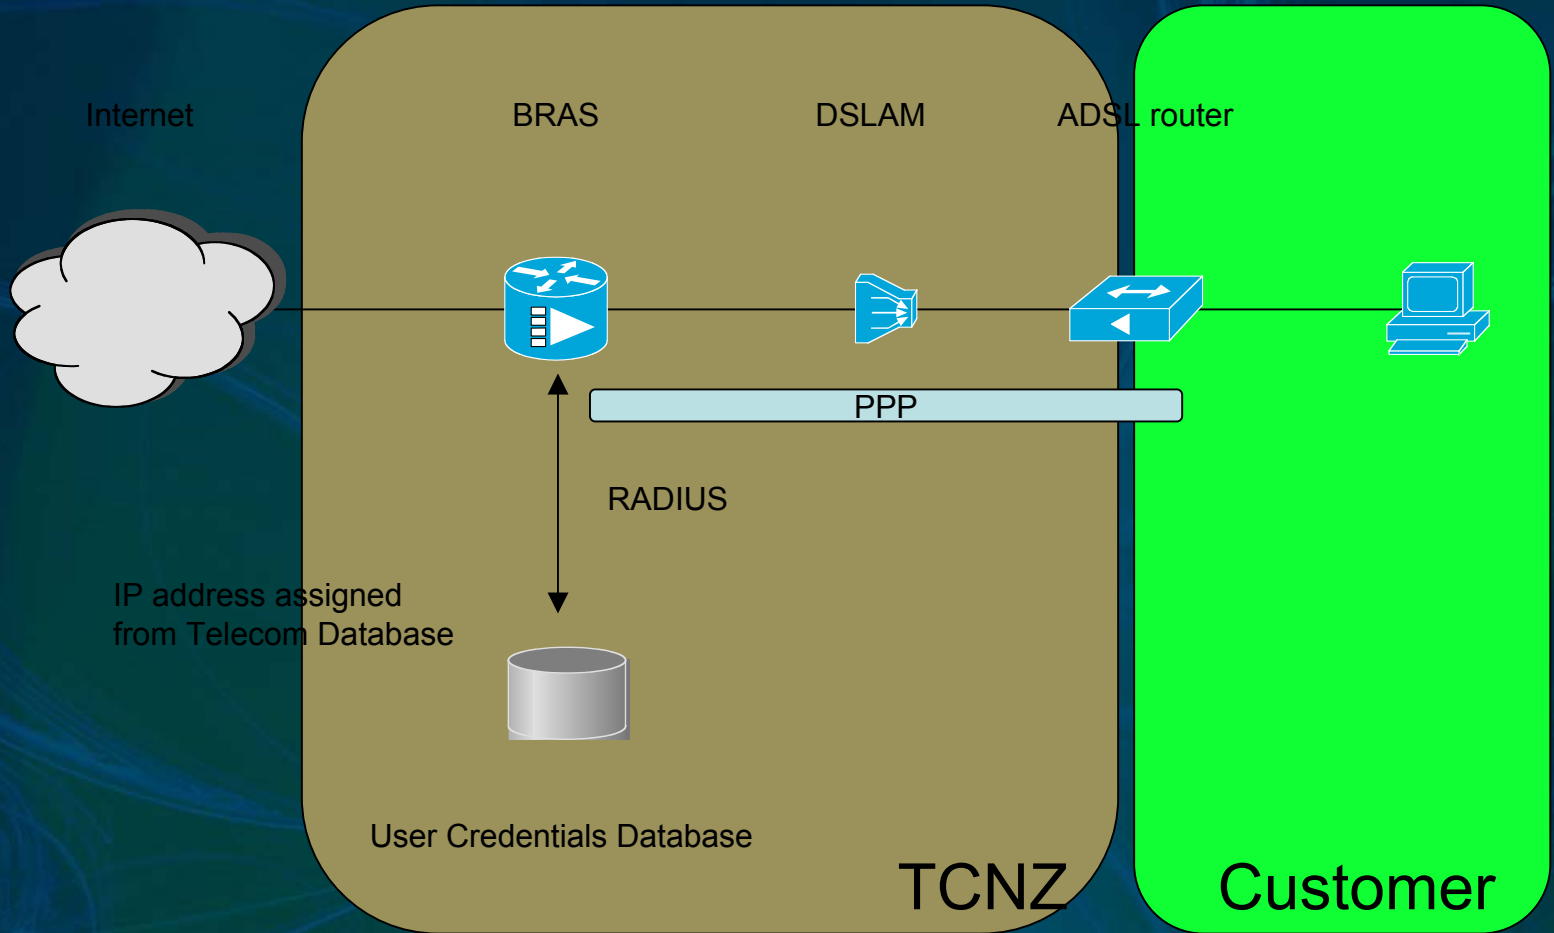 Internet
BRAS
DSLAM
ADSL router
PPP
RADIUS
IP address assigned
from Telecom Database
User Credentials Database
TCNZ
Customer